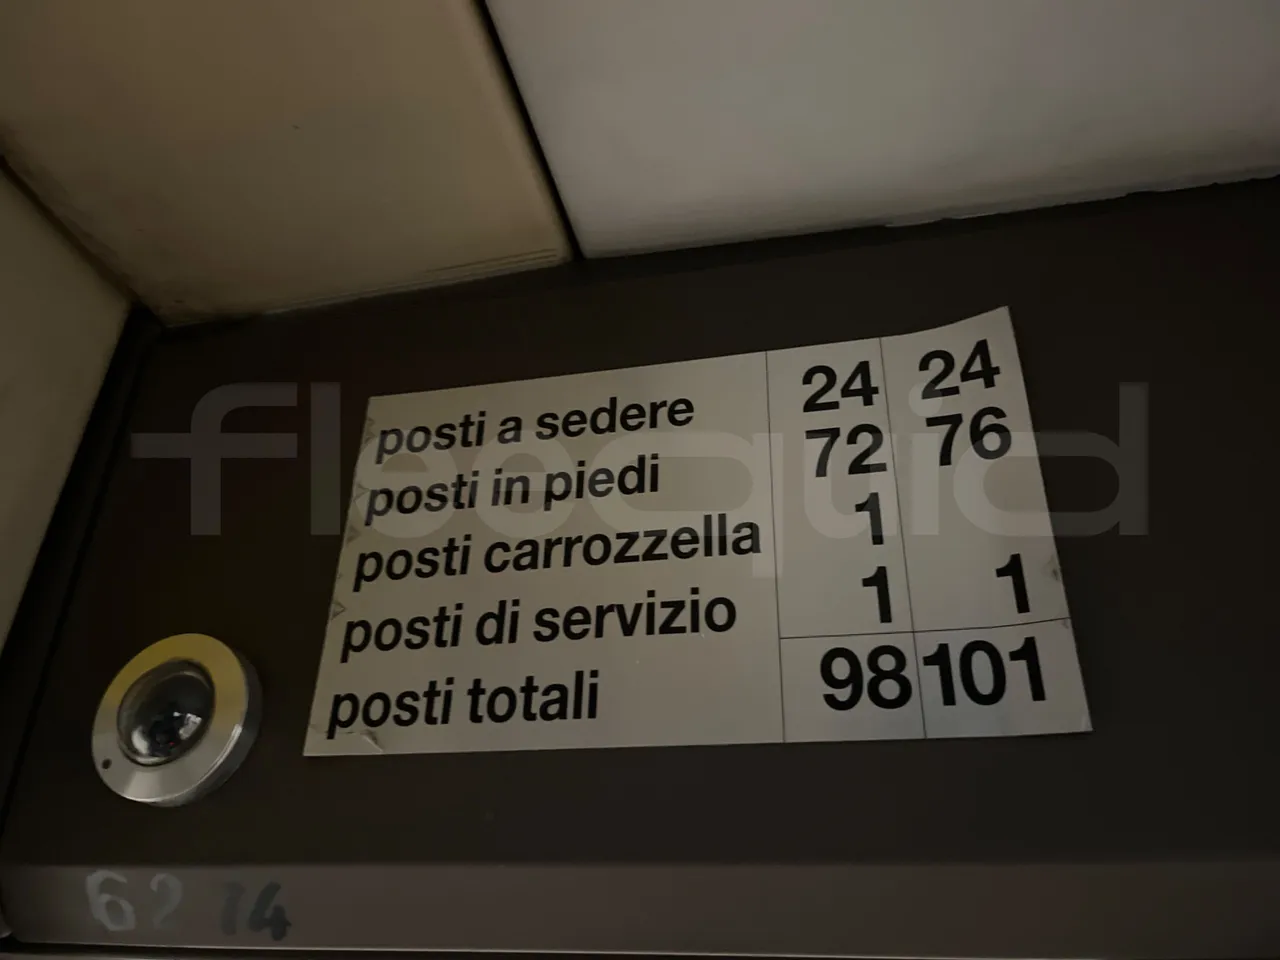 posti a sedere 24 24
posti in piedi 72 76
posti carrozzella 1
posti di servizio 1 1
posti totali 98 101
fleequid
62 14